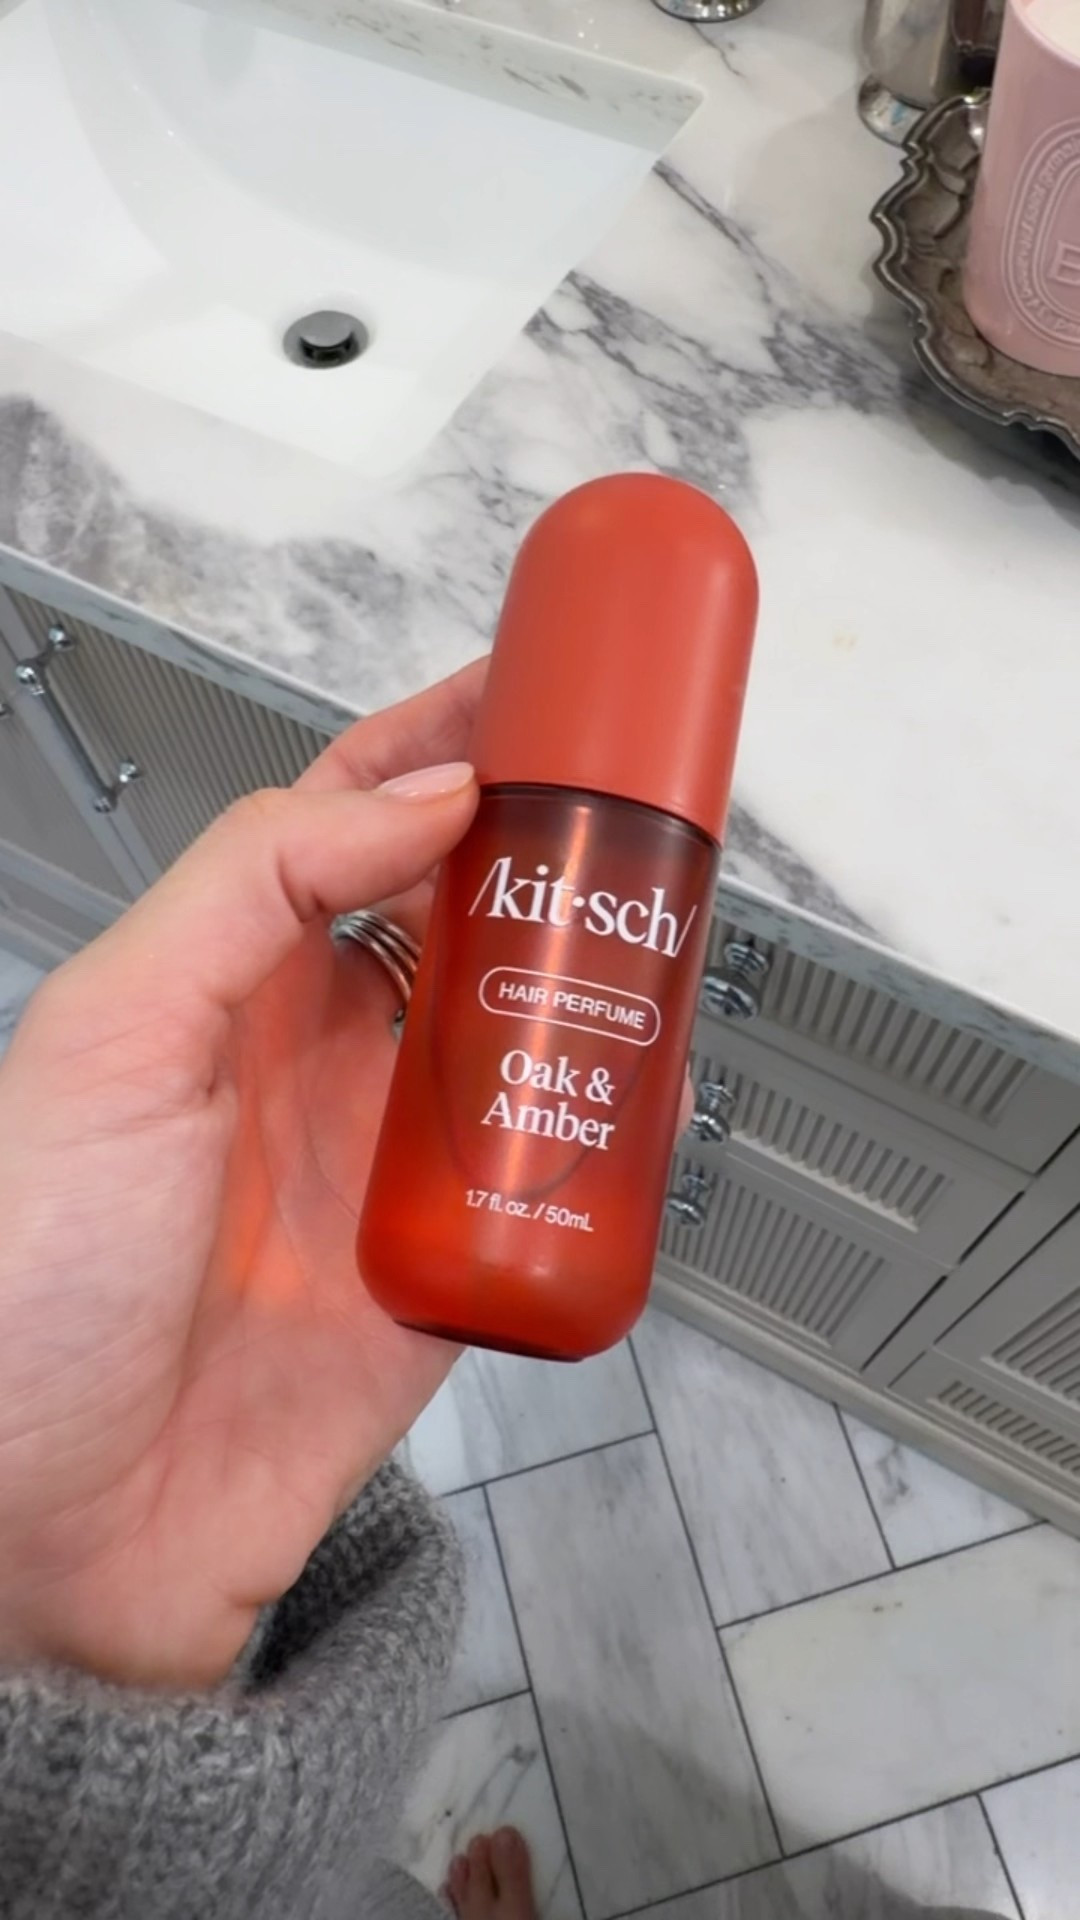 /kit·sch/
HAIR PERFUME
Oak &
Amber
1.7 fl. oz. / 50mL